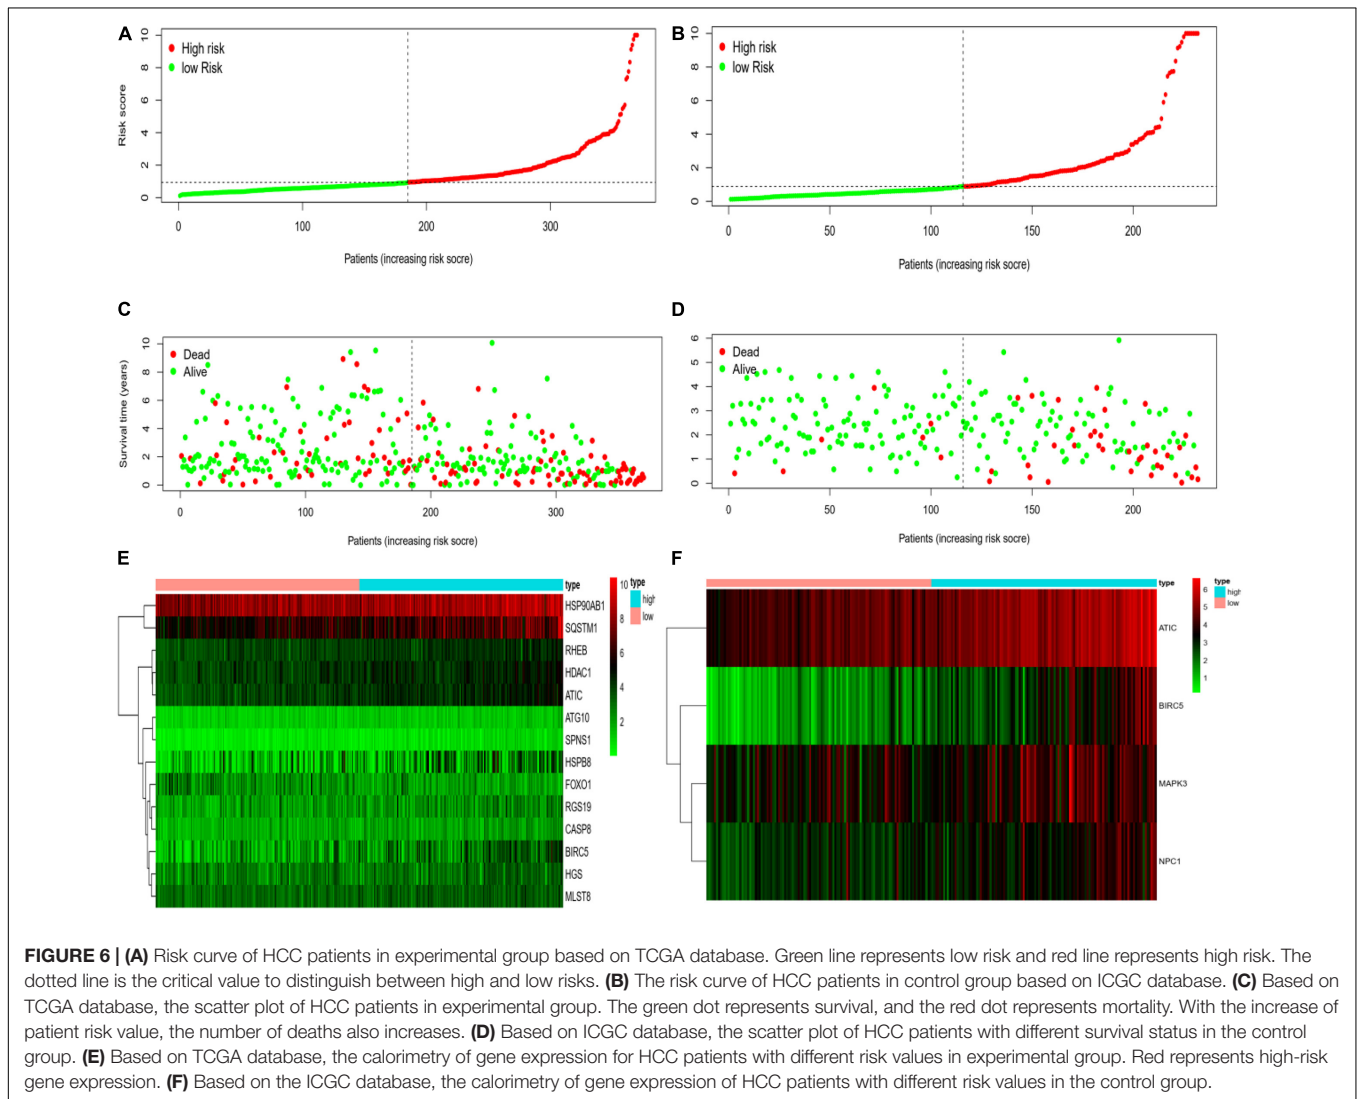 A
High risk
low Risk
Risk score
0 2 4 6 8 10
0 100 200 300
Patients (increasing risk socre)
B
High risk
low Risk
0 2 4 6 8 10
0 50 100 150 200
Patients (increasing risk socre)
C
Dead
Alive
Survival time (years)
0 2 4 6 8 10
0 100 200 300
Patients (increasing risk socre)
D
Dead
Alive
0 1 2 3 4 5 6
0 50 100 150 200
Patients (increasing risk socre)
E
type
HSP90AB1
SQSTM1
RHEB
HDAC1
ATIC
ATG10
SPNS1
HSPB8
FOXO1
RGS19
CASP8
BIRC5
HGS
MLST8
10
8
6
4
2
type
high
low
F
type
ATIC
BIRC5
MAPK3
NPC1
6
5
4
3
2
1
type
high
low
FIGURE 6 | (A) Risk curve of HCC patients in experimental group based on TCGA database. Green line represents low risk and red line represents high risk. The
dotted line is the critical value to distinguish between high and low risks. (B) The risk curve of HCC patients in control group based on ICGC database. (C) Based on
TCGA database, the scatter plot of HCC patients in experimental group. The green dot represents survival, and the red dot represents mortality. With the increase of
patient risk value, the number of deaths also increases. (D) Based on ICGC database, the scatter plot of HCC patients with different survival status in the control
group. (E) Based on TCGA database, the calorimetry of gene expression for HCC patients with different risk values in experimental group. Red represents high-risk
gene expression. (F) Based on the ICGC database, the calorimetry of gene expression of HCC patients with different risk values in the control group.